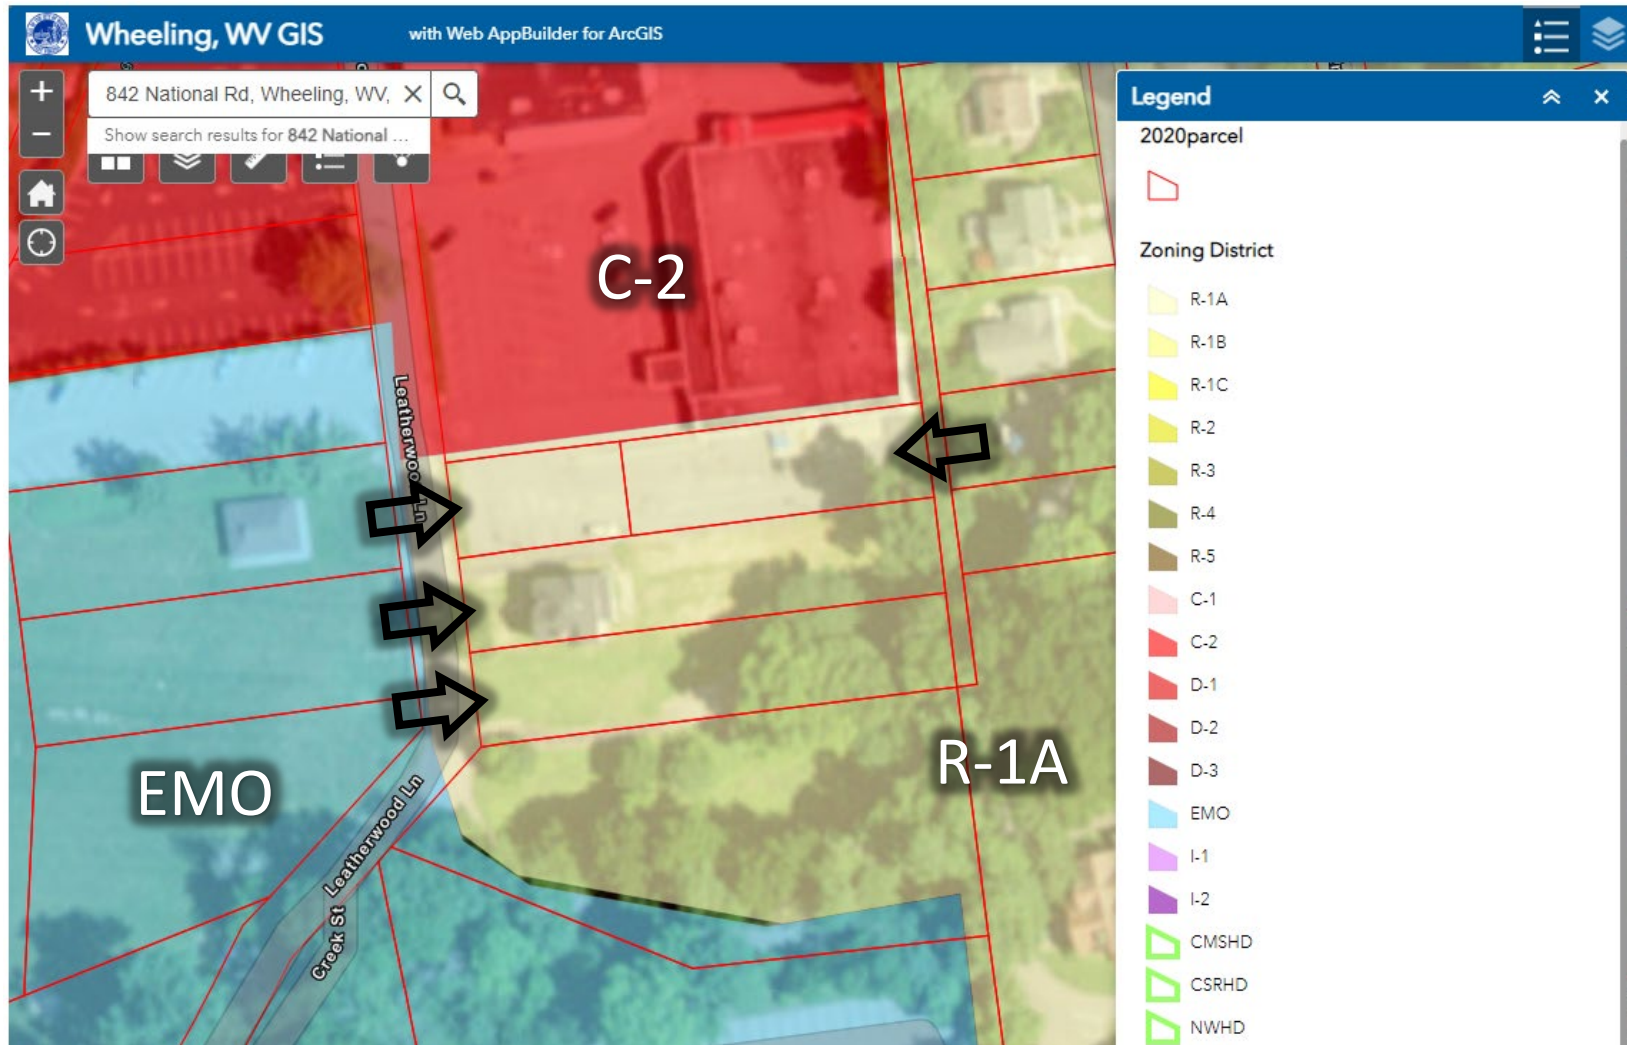 Wheeling, WV GIS
with Web AppBuilder for ArcGIS
842 National Rd, Wheeling, WV,
Show search results for 842 National ...
Legend
2020parcel
Zoning District
R-1A
R-1B
R-1C
R-2
R-3
R-4
R-5
C-1
C-2
D-1
D-2
D-3
EMO
I-1
I-2
CMSHD
CSRHD
NWHD
C-2
Leatherwood Ln
R-1A
EMO
Leatherwood Ln
Creek St